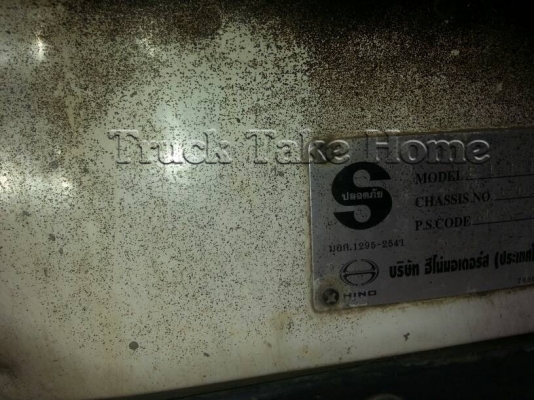 Truck Take Home
MODEL
ปลอดภัย
CHASSIS NO.
P.S.CODE
มอก.1295-2541
บริษัท ฮีโน่มอเตอร์ส (ประเทศ
HINO